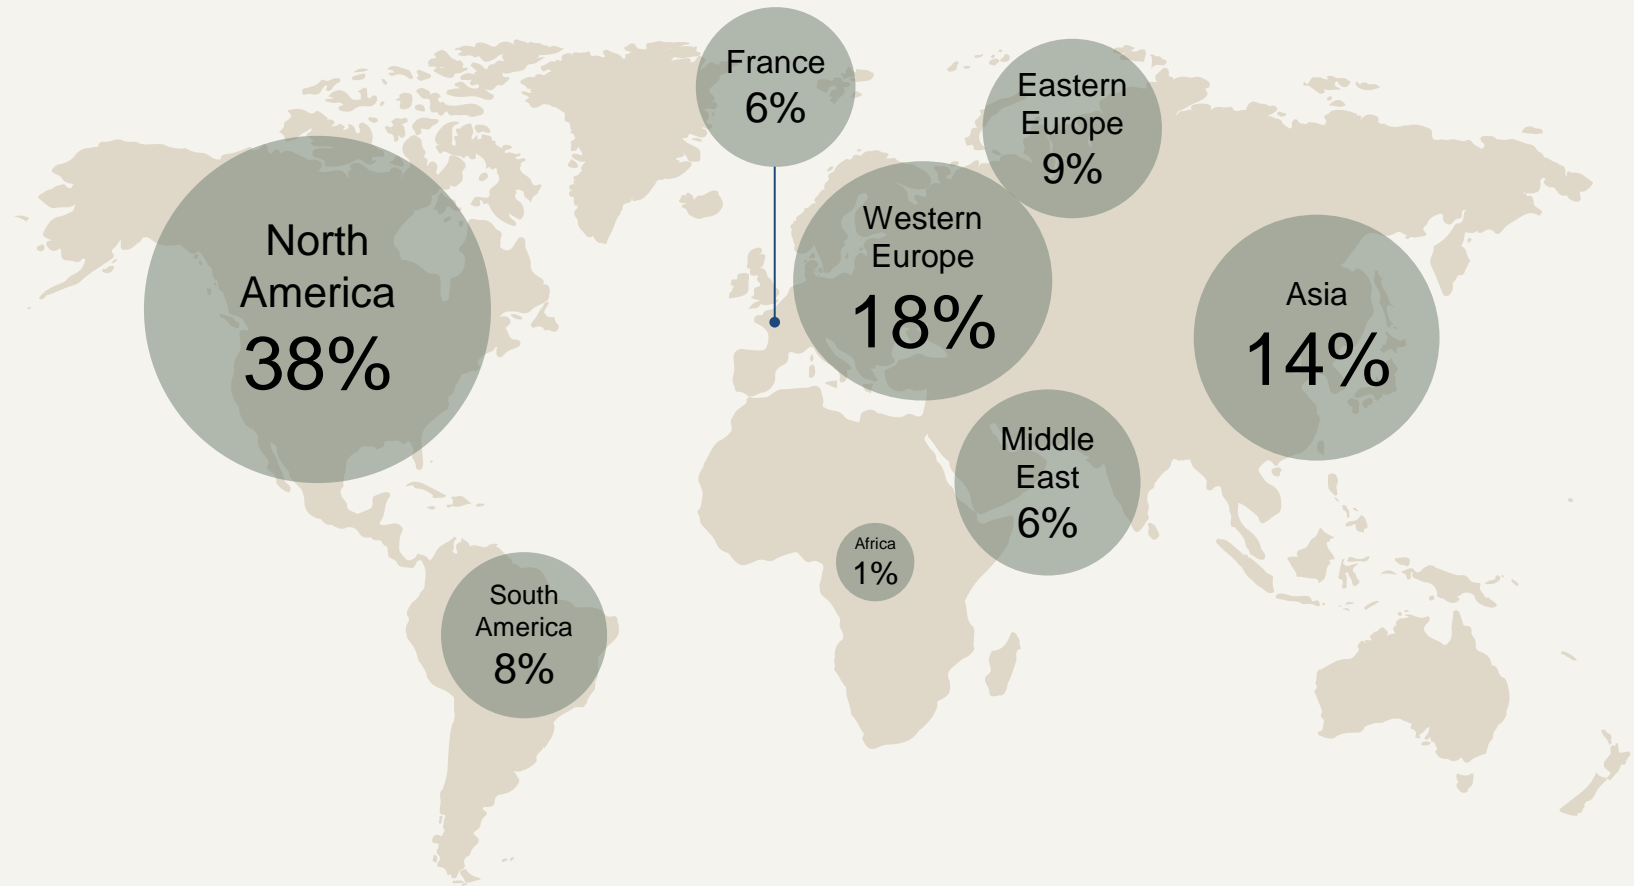 France
6%
Eastern
Europe
9%
North
America
38%
Western
Europe
18%
Asia
14%
Middle
East
6%
Africa
1%
South
America
8%